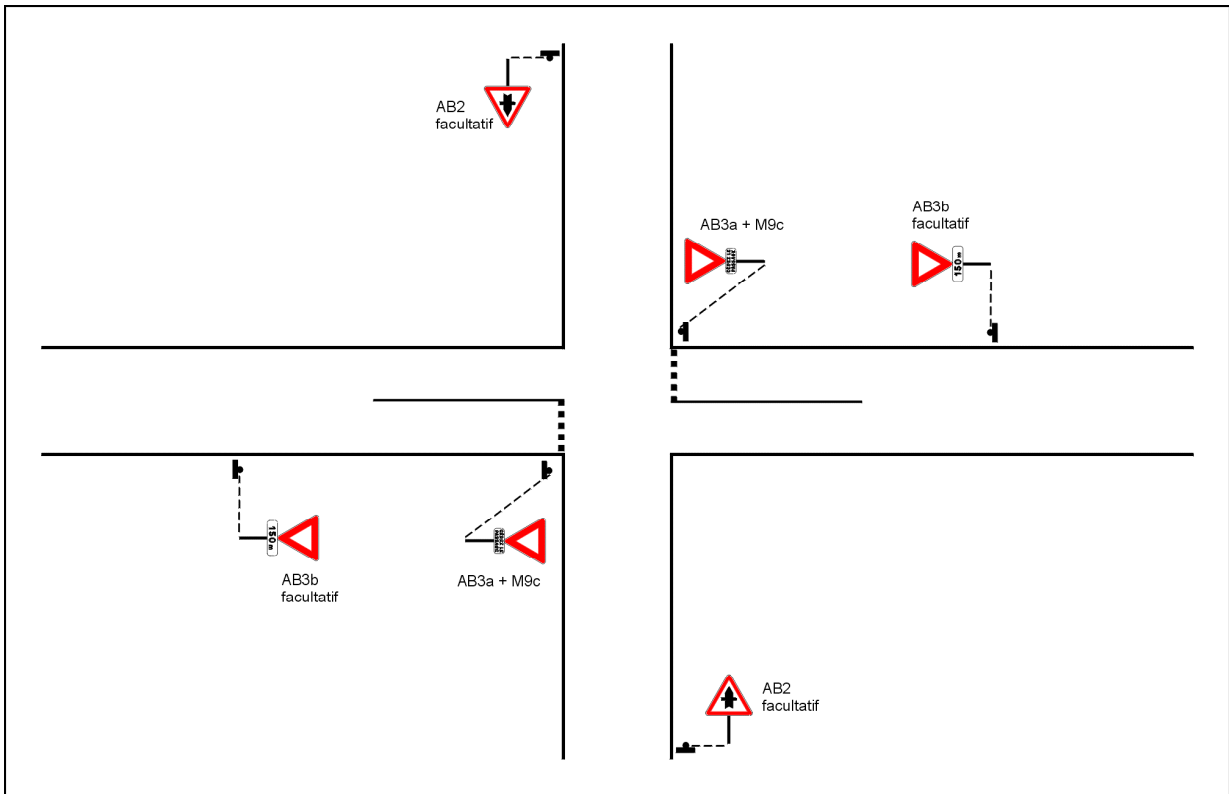 AB2
facultatif
AB3a + M9c
AB3b
facultatif
150 m
150 m
AB3b
facultatif
AB3a + M9c
AB2
facultatif